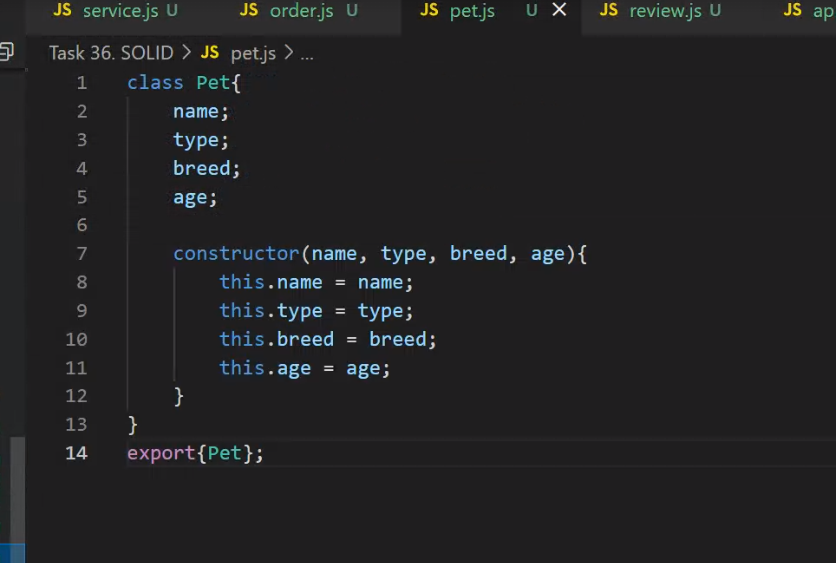 JS service.js U JS order.js U JS pet.js U × JS review.js U JS ap
Task 36. SOLID > JS pet.js > ...
1 class Pet{
2     name;
3     type;
4     breed;
5     age;
6
7     constructor(name, type, breed, age){
8         this.name = name;
9         this.type = type;
10         this.breed = breed;
11         this.age = age;
12     }
13 }
14 export{Pet};